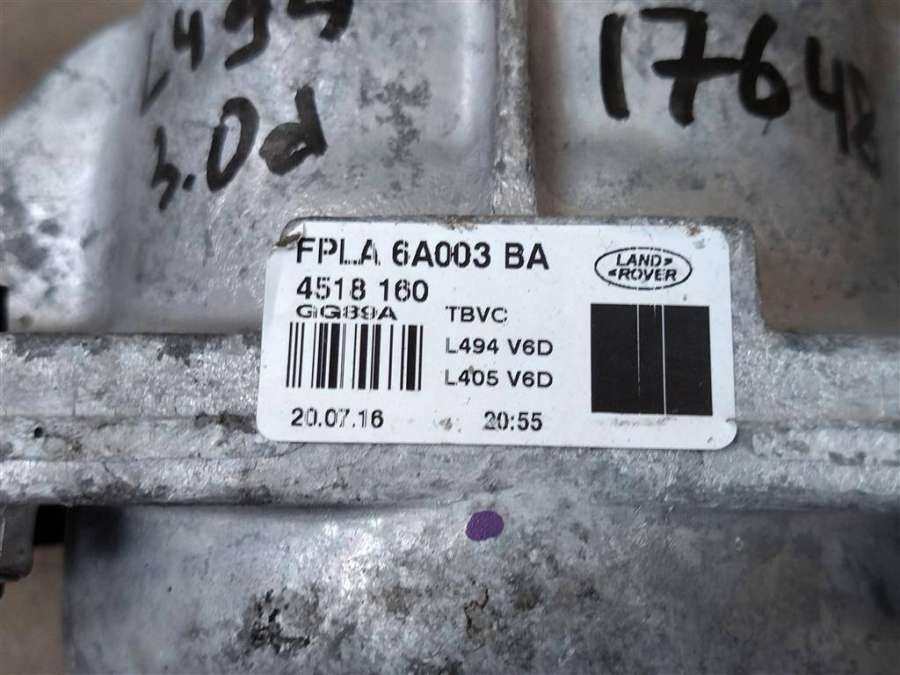 L494
3.0d
17648
FPLA 6A003 BA
4518 160
GG89A
TBVC
L494 V6D
L405 V6D
20.07.16
20:55
LAND
ROVER